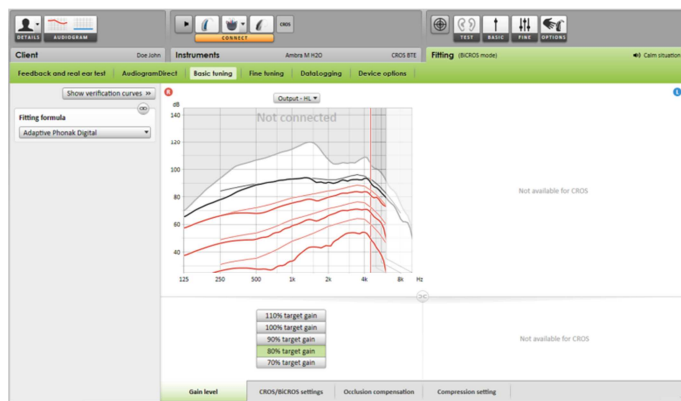 DETAILS AUDIOGRAM CONNECT CROS TEST BASIC FINE OPTIONS
Client Doe John Instruments Ambra M H2O CROS BTE Fitting (BiCROS mode) Calm situation
Feedback and real ear test AudiogramDirect Basic tuning Fine tuning DataLogging Device options
Show verification curves »
Fitting formula
Adaptive Phonak Digital
R
L
Output - HL
dB
Not connected
140
120
100
80
60
40
125 250 500 1k 2k 4k 8k Hz
Not available for CROS
110% target gain
100% target gain
90% target gain
80% target gain
70% target gain
Not available for CROS
Gain level CROS/BiCROS settings Occlusion compensation Compression setting